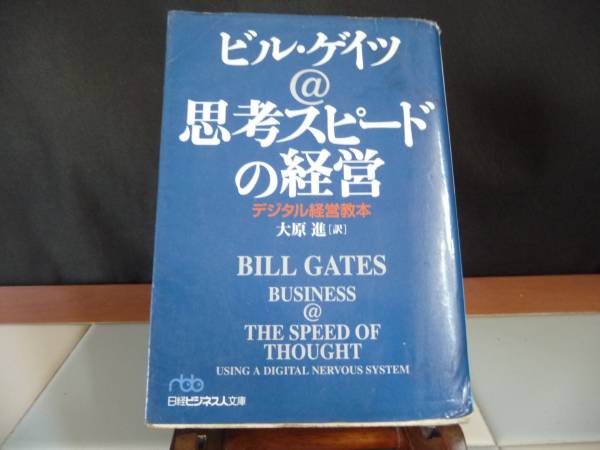 ビル・ゲイツ
@
思考スピード
の経営
デジタル経営教本
大原 進[訳]
BILL GATES
BUSINESS
@
THE SPEED OF
THOUGHT
USING A DIGITAL NERVOUS SYSTEM
nbb
日経ビジネス人文庫